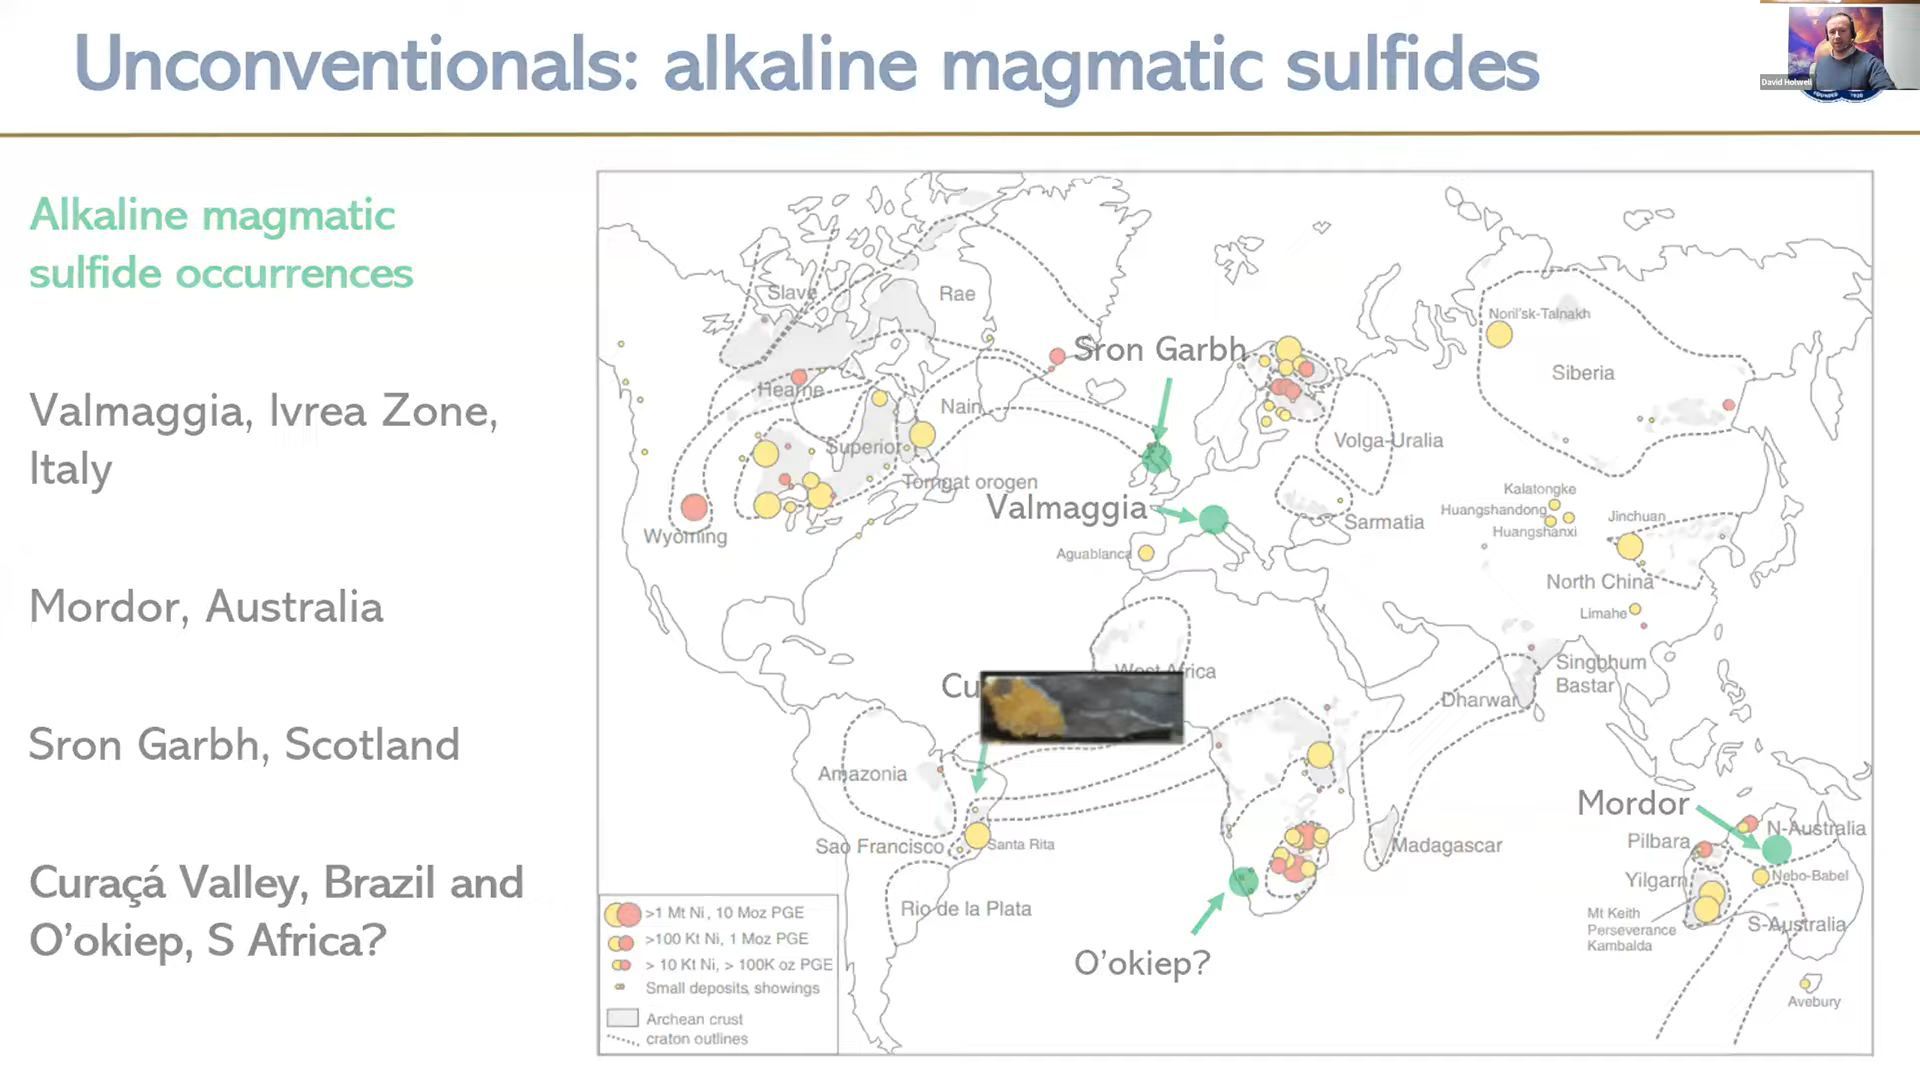 Unconventionals: alkaline magmatic sulfides
David Holwell
Alkaline magmatic
sulfide occurrences
Valmaggia, Ivrea Zone,
Italy
Mordor, Australia
Sron Garbh, Scotland
Curaçá Valley, Brazil and
O'okiep, S Africa?
Slave
Rae
Noril'sk-Talnakh
Sron Garbh
Siberia
Hearne
Nain
Superior
Volga-Uralia
Torngat orogen
Valmaggia
Kalatongke
Huangshandong
Jinchuan
Huangshanxi
Sarmatia
Wyoming
Aguablanca
North China
Limahe
West Africa
Singbhum
Bastar
Dharwar
Cu
Amazonia
Mordor
N-Australia
Pilbara
Sao Francisco
Santa Rita
Madagascar
Nebo-Babel
Yilgarn
Rio de la Plata
Mt Keith
Perseverance
Kambalda
S-Australia
O'okiep?
Avebury
>1 Mt Ni, 10 Moz PGE
>100 Kt Ni, 1 Moz PGE
> 10 Kt Ni, > 100K oz PGE
Small deposits, showings
Archean crust
craton outlines